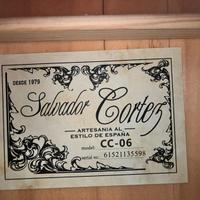 DESDE 1979
Salvador Cortez
ARTESANIA AL
ESTILO DE ESPAÑA
model: CC-06
serial no: 61521135598